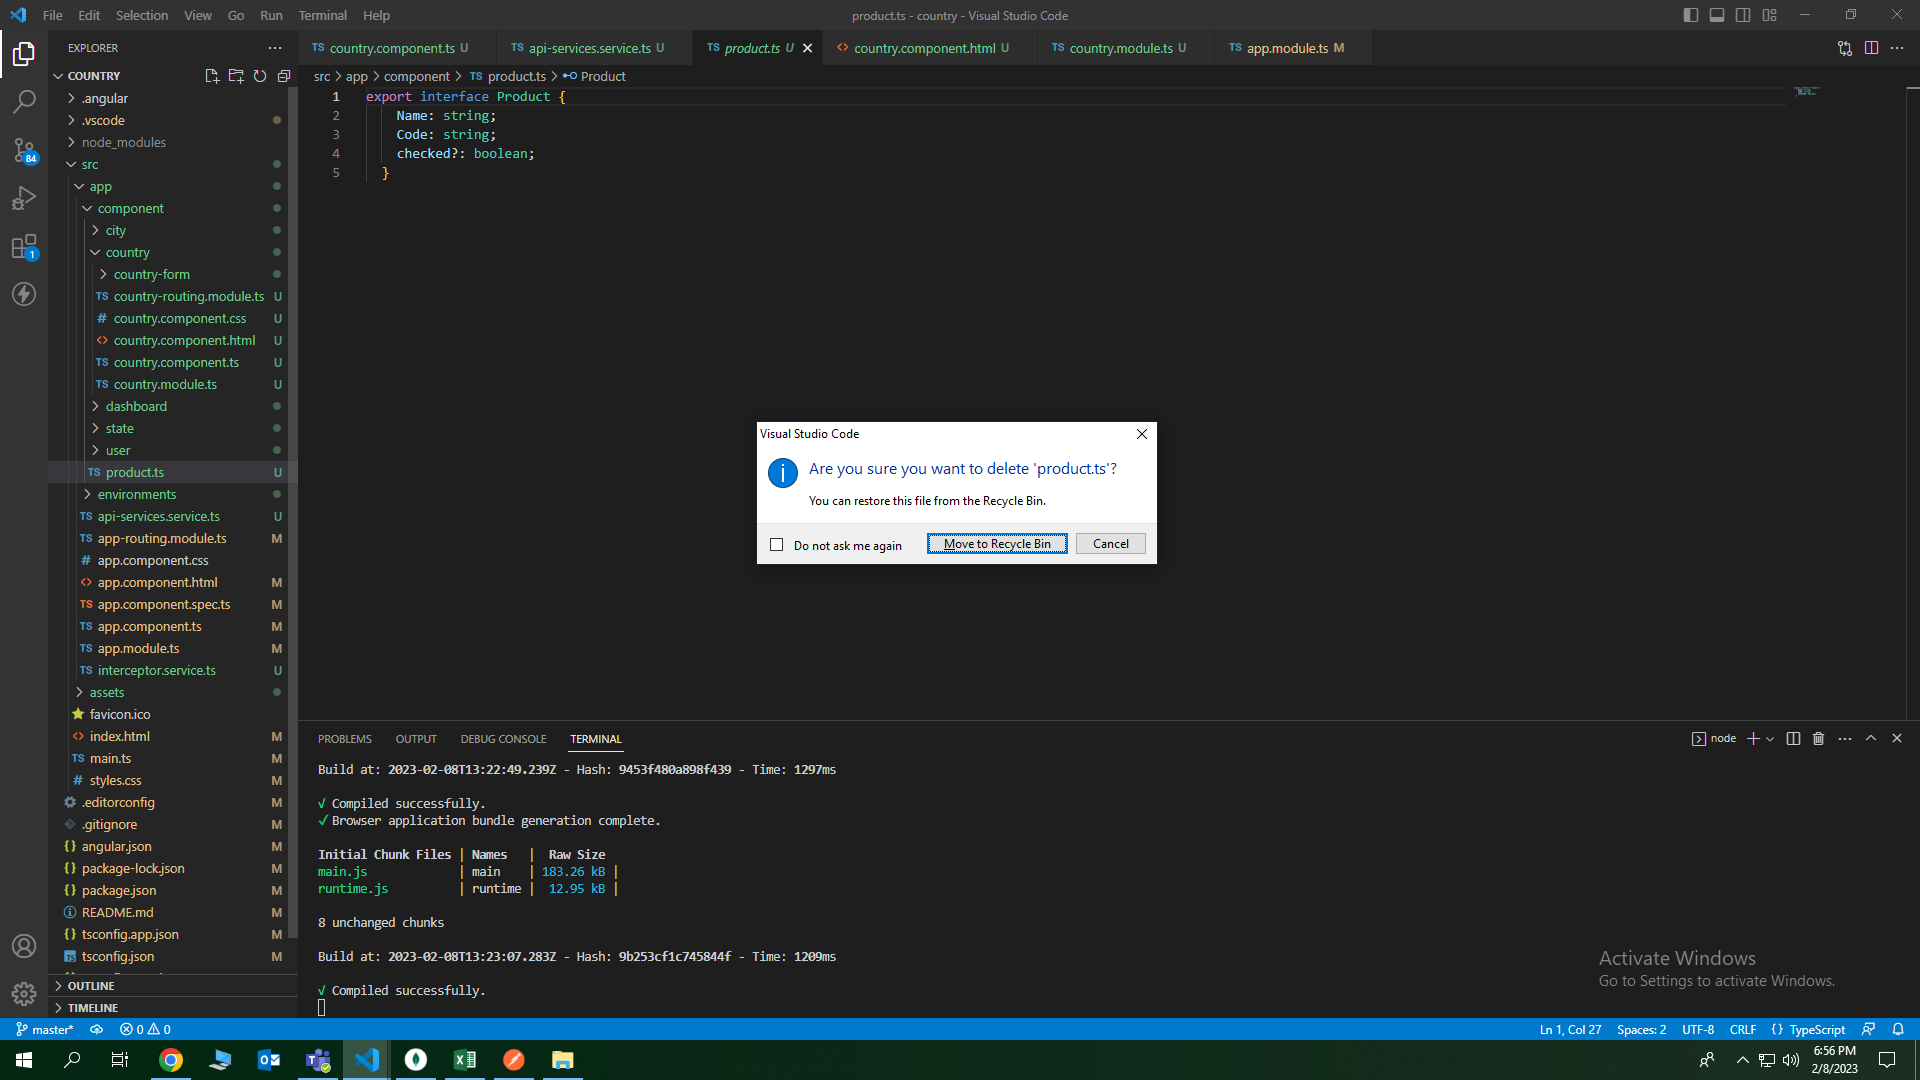 File Edit Selection View Go Run Terminal Help
product.ts - country - Visual Studio Code
EXPLORER
COUNTRY
.angular
.vscode
node_modules
src
app
component
city
country
country-form
TS country-routing.module.ts U
# country.component.css U
<> country.component.html U
TS country.component.ts U
TS country.module.ts U
dashboard
state
user
TS product.ts U
environments
TS api-services.service.ts U
TS app-routing.module.ts M
# app.component.css
<> app.component.html M
TS app.component.spec.ts M
TS app.component.ts M
TS app.module.ts M
TS interceptor.service.ts U
assets
favicon.ico
<> index.html M
TS main.ts M
# styles.css M
.editorconfig M
.gitignore M
{} angular.json M
{} package-lock.json M
{} package.json M
README.md M
{} tsconfig.app.json M
TS tsconfig.json M
OUTLINE
TIMELINE
84
1
TS country.component.ts U
TS api-services.service.ts U
TS product.ts U
<> country.component.html U
TS country.module.ts U
TS app.module.ts M
src > app > component > TS product.ts > Product
1 export interface Product {
2 Name: string;
3 Code: string;
4 checked?: boolean;
5 }
Visual Studio Code
Are you sure you want to delete 'product.ts'?
You can restore this file from the Recycle Bin.
Do not ask me again
Move to Recycle Bin
Cancel
PROBLEMS OUTPUT DEBUG CONSOLE TERMINAL
node
Build at: 2023-02-08T13:22:49.239Z - Hash: 9453f480a898f439 - Time: 1297ms
√ Compiled successfully.
✓ Browser application bundle generation complete.
Initial Chunk Files | Names | Raw Size
main.js | main | 183.26 kB |
runtime.js | runtime | 12.95 kB |
8 unchanged chunks
Build at: 2023-02-08T13:23:07.283Z - Hash: 9b253cf1c745844f - Time: 1209ms
√ Compiled successfully.
Activate Windows
Go to Settings to activate Windows.
master* 0 0
Ln 1, Col 27 Spaces: 2 UTF-8 CRLF {} TypeScript
6:56 PM
2/8/2023